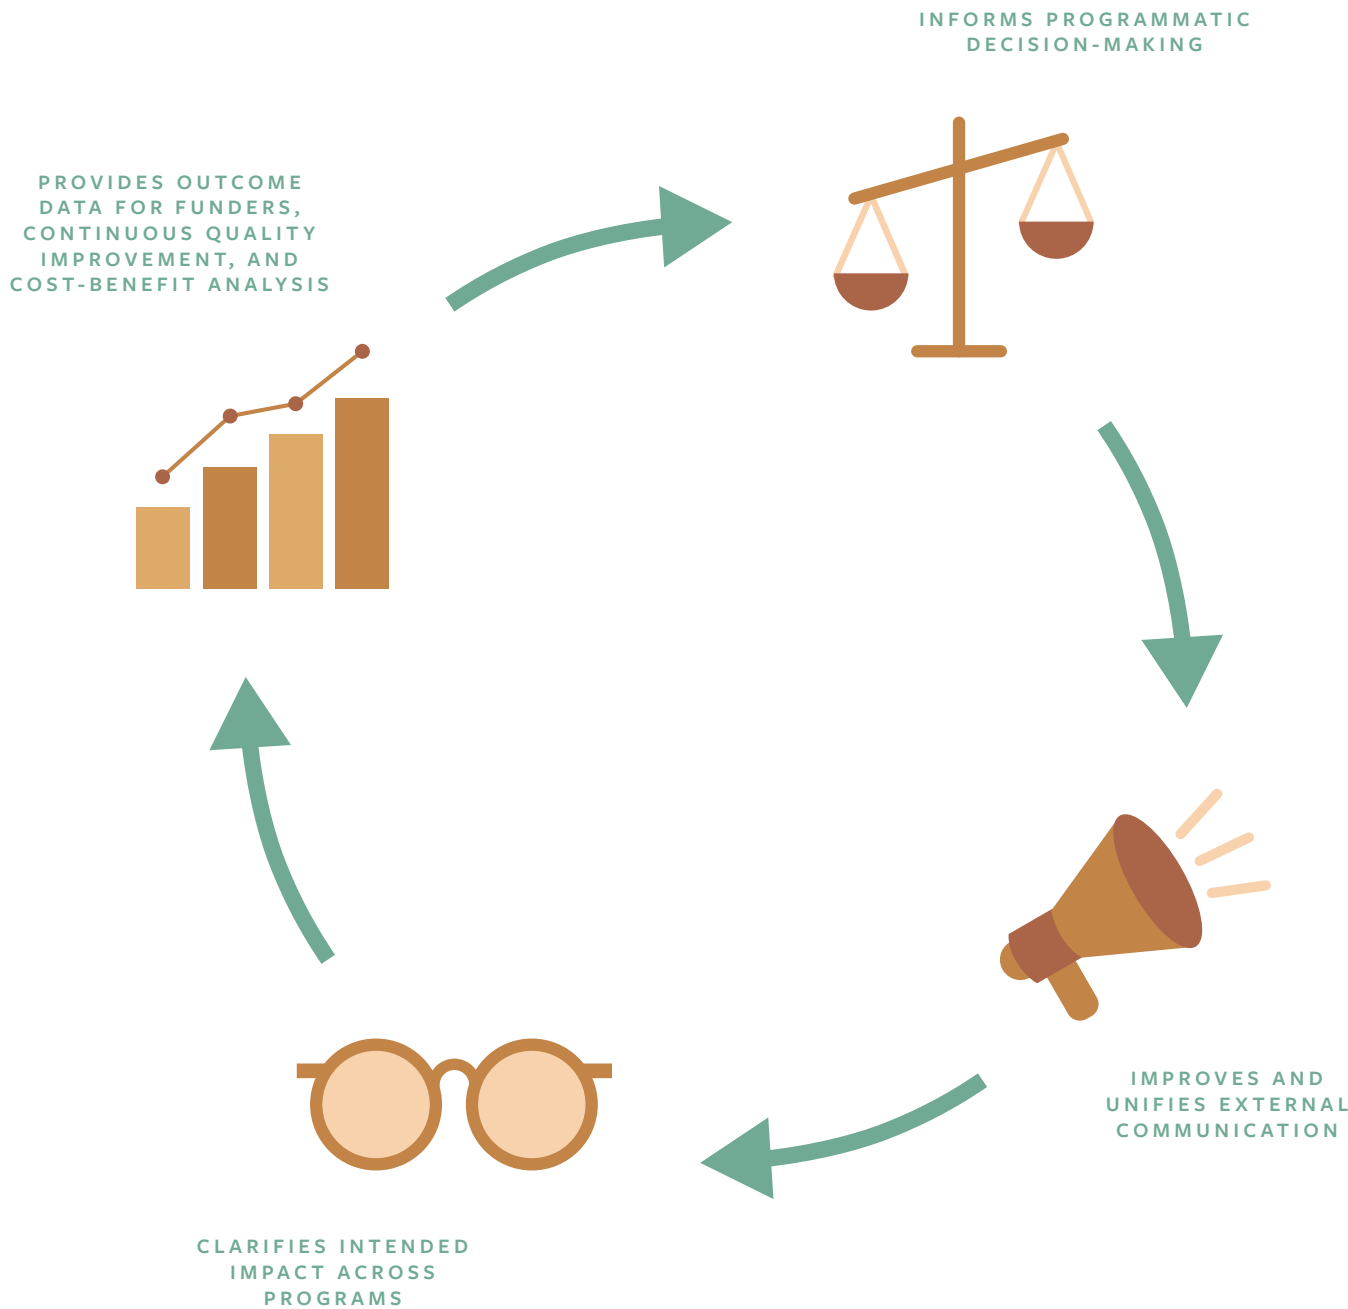 INFORMS PROGRAMMATIC
DECISION-MAKING
PROVIDES OUTCOME
DATA FOR FUNDERS,
CONTINUOUS QUALITY
IMPROVEMENT, AND
COST-BENEFIT ANALYSIS
IMPROVES AND
UNIFIES EXTERNAL
COMMUNICATION
CLARIFIES INTENDED
IMPACT ACROSS
PROGRAMS